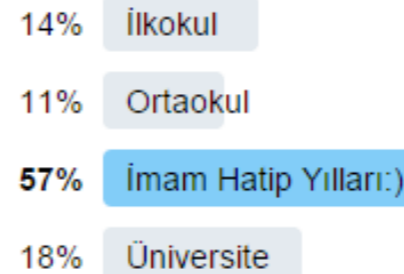 14% İlkokul
11% Ortaokul
57% İmam Hatip Yılları:)
18% Üniversite